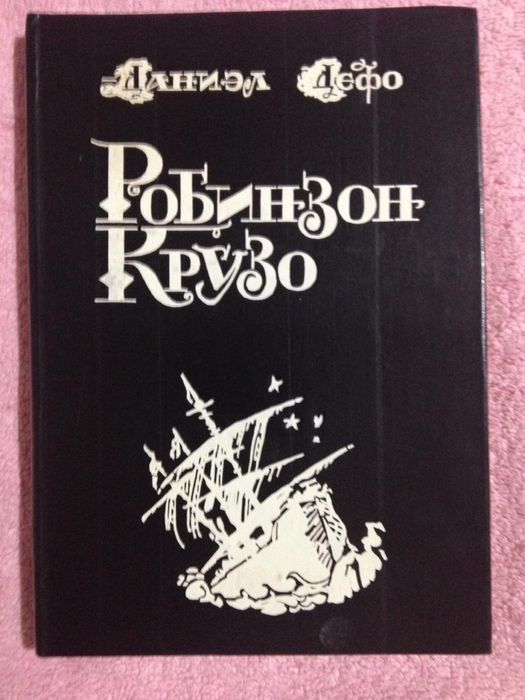 Даниэл Дефо
Робинзон
Крузо